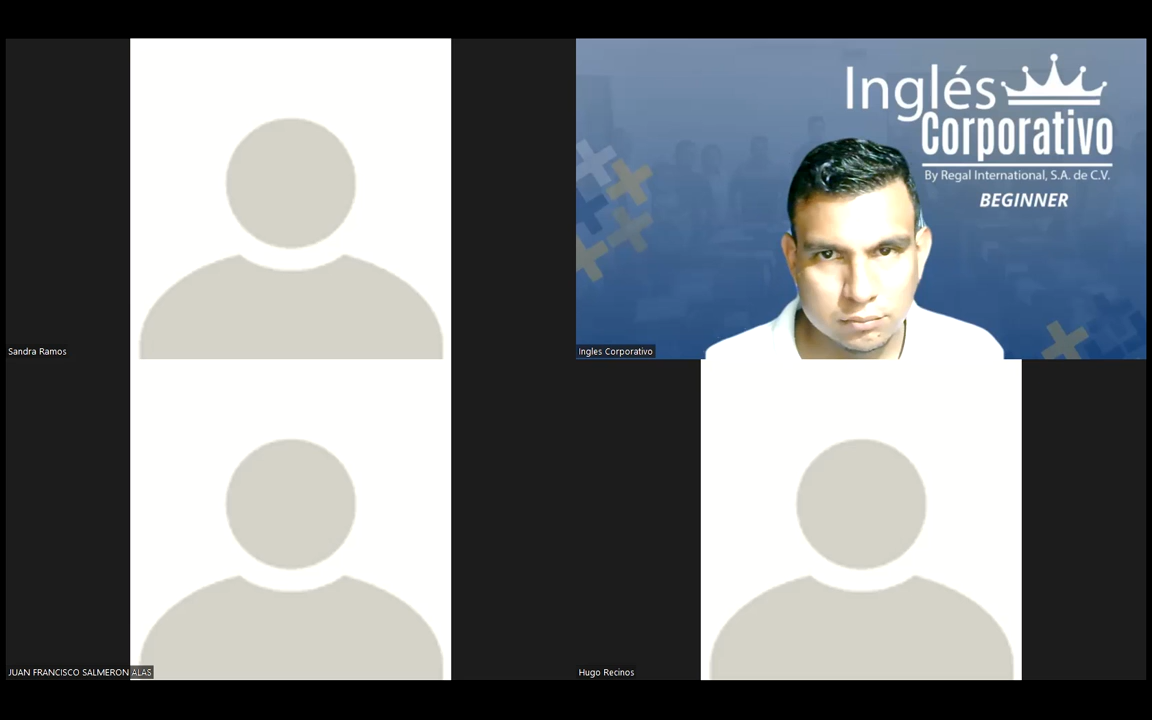 Inglés
Corporativo
By Regal International, S.A. de C.V.
BEGINNER
Sandra Ramos
Ingles Corporativo
JUAN FRANCISCO SALMERON ALAS
Hugo Recinos